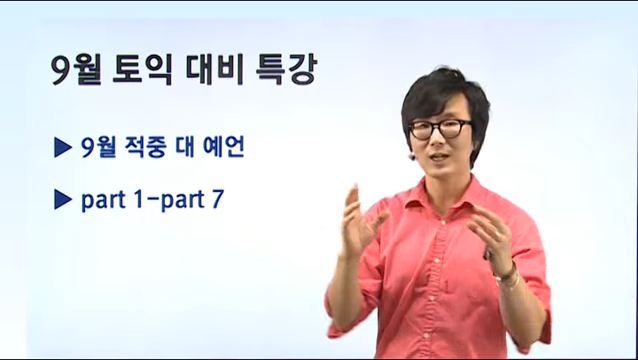 9월 토익 대비 특강
▶ 9월 적중 대 예언
▶ part 1-part 7